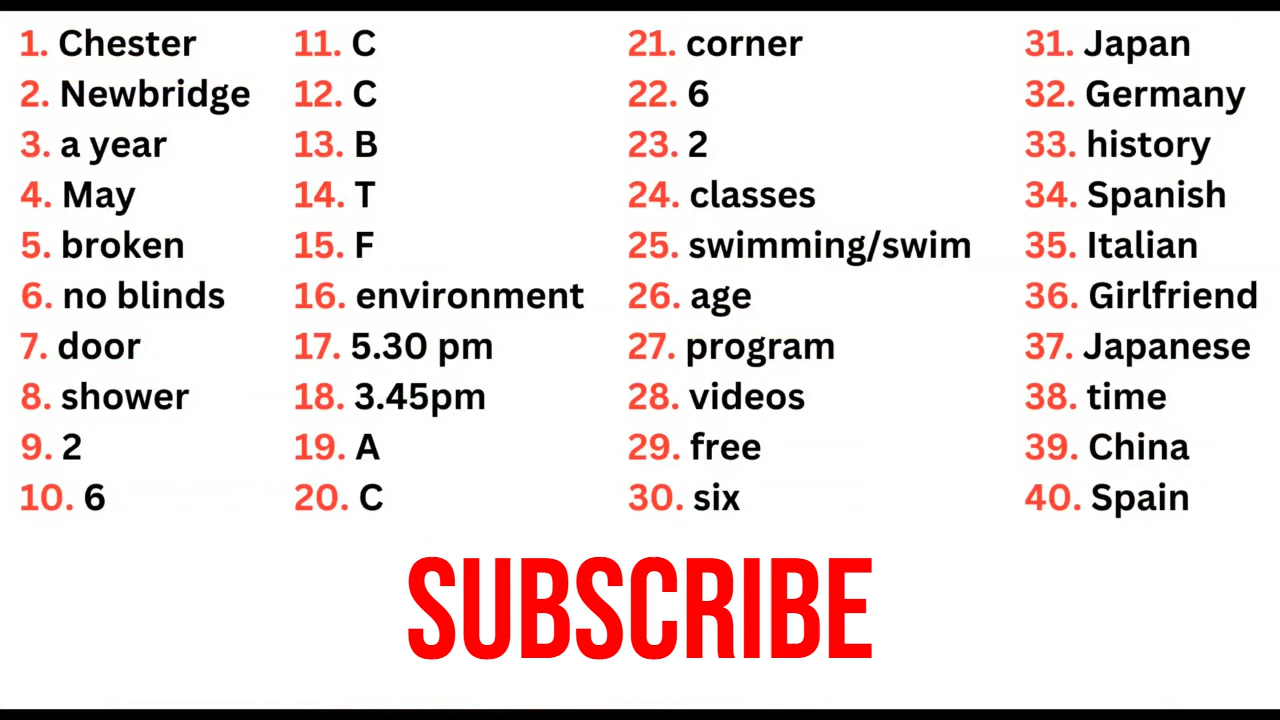 1. Chester
2. Newbridge
3. a year
4. May
5. broken
6. no blinds
7. door
8. shower
9. 2
10. 6
11. C
12. C
13. B
14. T
15. F
16. environment
17. 5.30 pm
18. 3.45pm
19. A
20. C
21. corner
22. 6
23. 2
24. classes
25. swimming/swim
26. age
27. program
28. videos
29. free
30. six
31. Japan
32. Germany
33. history
34. Spanish
35. Italian
36. Girlfriend
37. Japanese
38. time
39. China
40. Spain
SUBSCRIBE